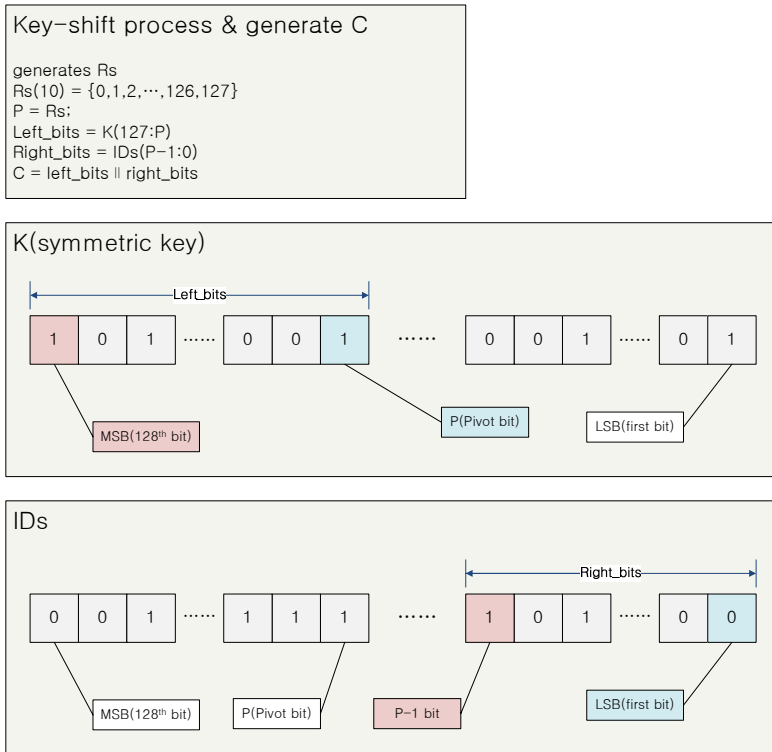 Key-shift process & generate C
generates Rs
Rs(10) = {0,1,2,⋯,126,127}
P = Rs;
Left_bits = K(127:P)
Right_bits = IDs(P-1:0)
C = left_bits ∥ right_bits
K(symmetric key)
Left_bits
1 0 1 ...... 0 0 1 ...... 0 0 1 ...... 0 1
MSB(128th bit) P(Pivot bit) LSB(first bit)
IDs
Right_bits
0 0 1 ...... 1 1 1 ...... 1 0 1 ...... 0 0
MSB(128th bit) P(Pivot bit) P-1 bit LSB(first bit)